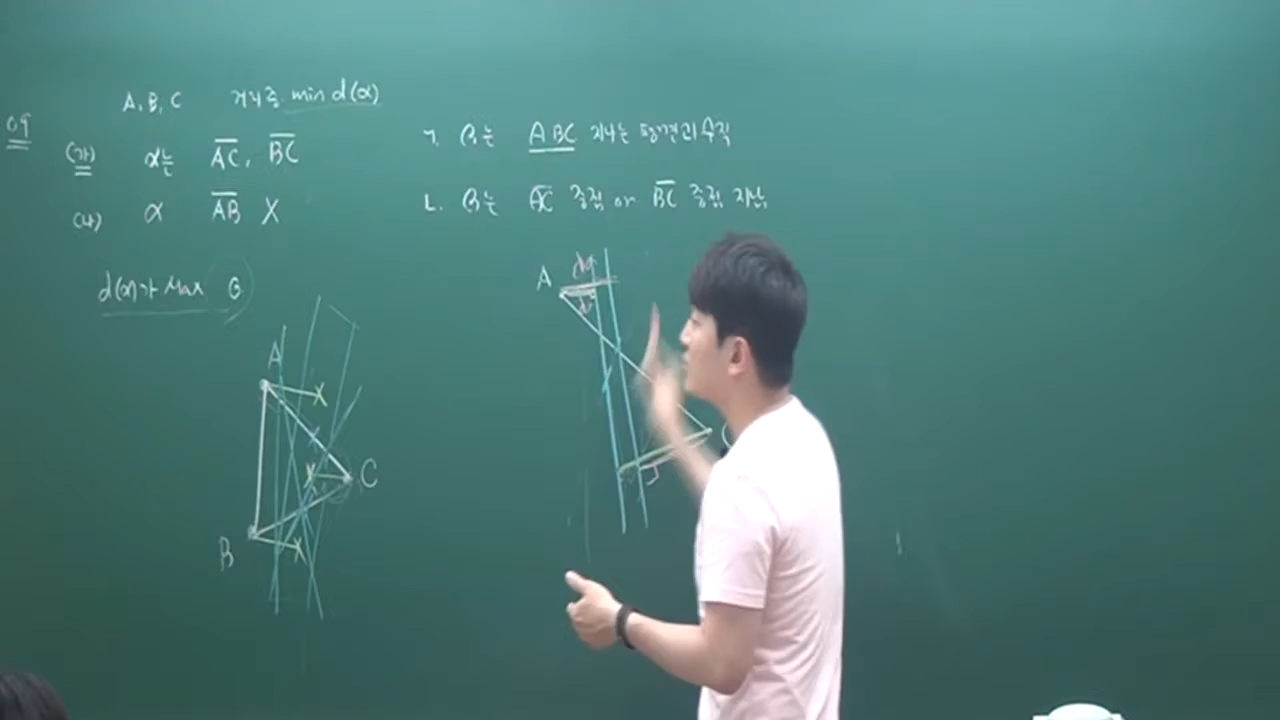 09
A, B, C 거리 중 min d(α)
(가) α는 AC, BC
(나) α AB X
d(α)가 Max β
ㄱ. β는 ABC 지나는 평면과 수직
ㄴ. β는 AC 중점 or BC 중점 지난
A
B
C
A